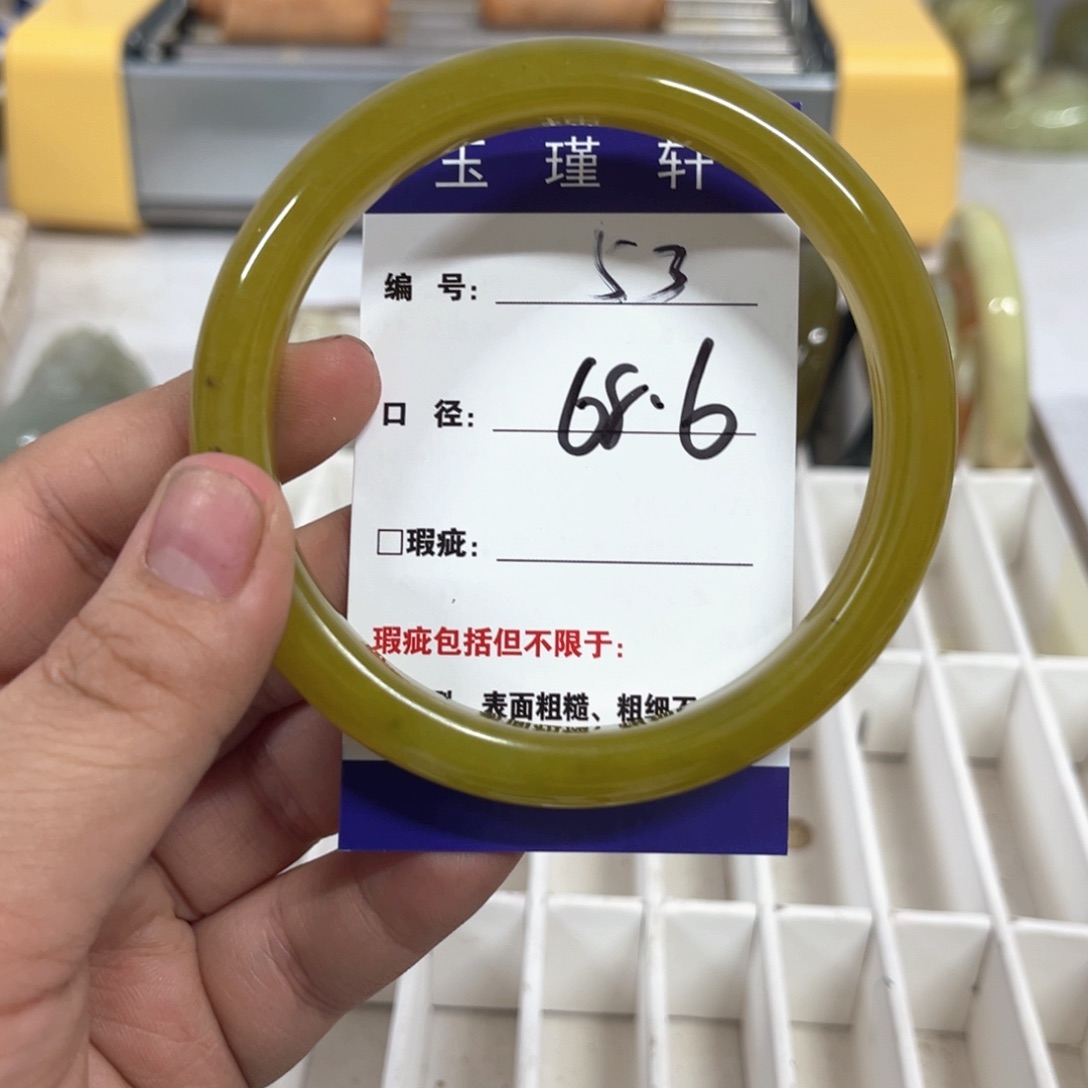 玉 瑾 轩
编 号: 53
口 径: 68.6
□瑕疵:
瑕疵包括但不限于:
、表面粗糙、粗细不